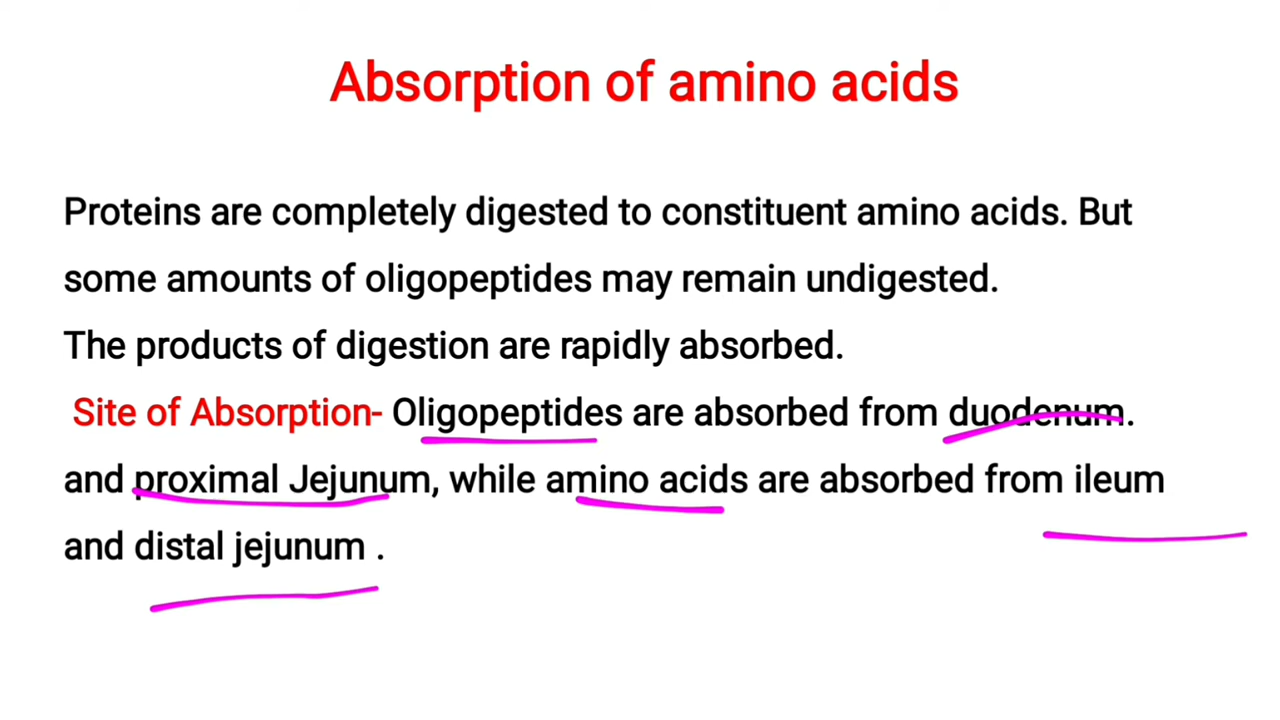 Absorption of amino acids
Proteins are completely digested to constituent amino acids. But
some amounts of oligopeptides may remain undigested.
The products of digestion are rapidly absorbed.
Site of Absorption- Oligopeptides are absorbed from duodenum.
and proximal Jejunum, while amino acids are absorbed from ileum
and distal jejunum .